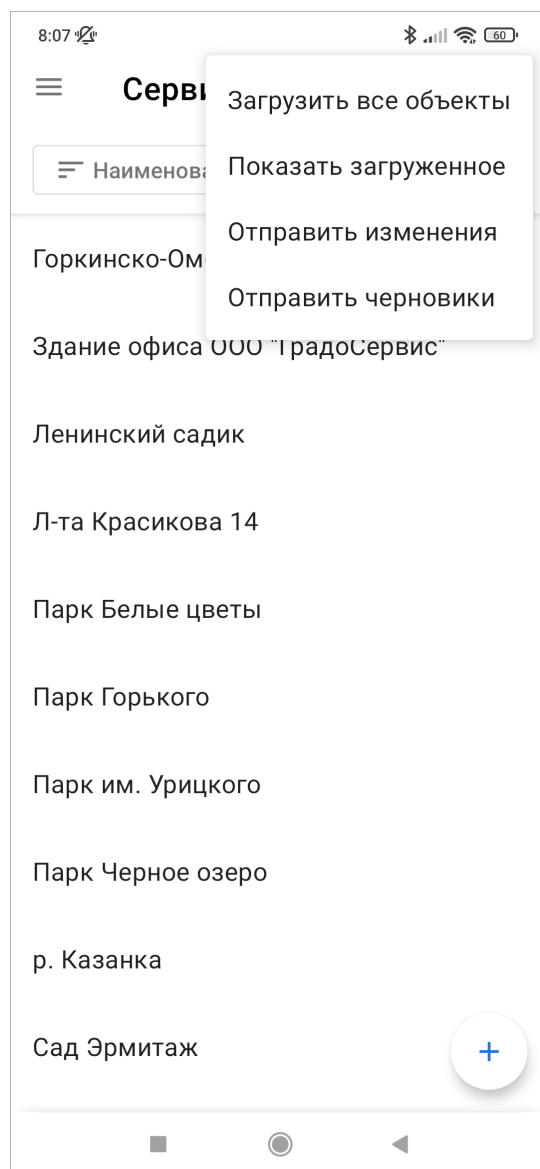 8:07
60
Серви
Загрузить все объекты
Показать загруженное
Отправить изменения
Отправить черновики
Наименова
Горкинско-Ом
Здание офиса ООО "ГрадоСервис"
Ленинский садик
Л-та Красикова 14
Парк Белые цветы
Парк Горького
Парк им. Урицкого
Парк Черное озеро
р. Казанка
Сад Эрмитаж
+